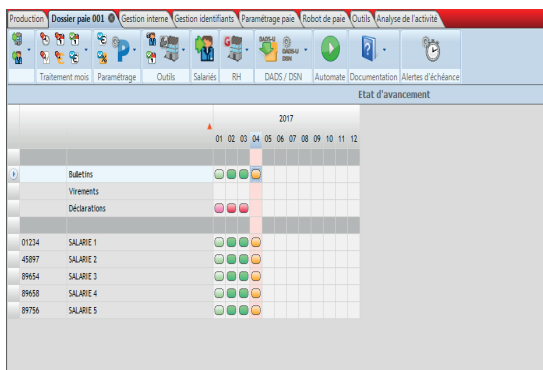 Production Dossier paie 001 Gestion interne Gestion identifiants Paramétrage paie Robot de paie Outils Analyse de l'activité
DADS-U DADS-U
DSN
Traitement mois Paramétrage Outils Salariés RH DADS / DSN Automate Documentation Alertes d'échéance
Etat d'avancement
2017
01 02 03 04 05 06 07 08 09 10 11 12
Bulletins
Virements
Déclarations
01234 SALARIE 1
45897 SALARIE 2
89654 SALARIE 3
89658 SALARIE 4
89756 SALARIE 5